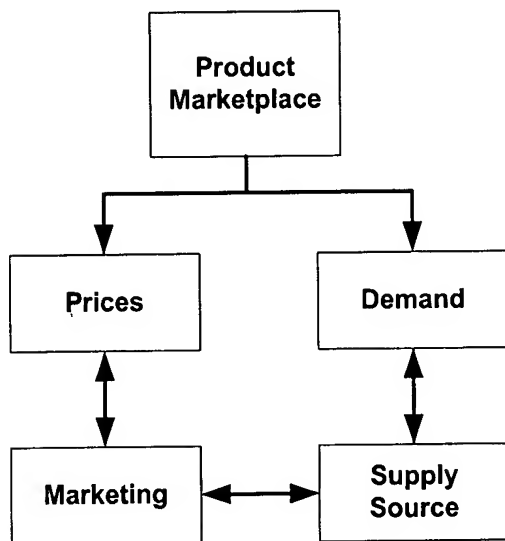 Product
Marketplace
Prices
Demand
Marketing
Supply
Source